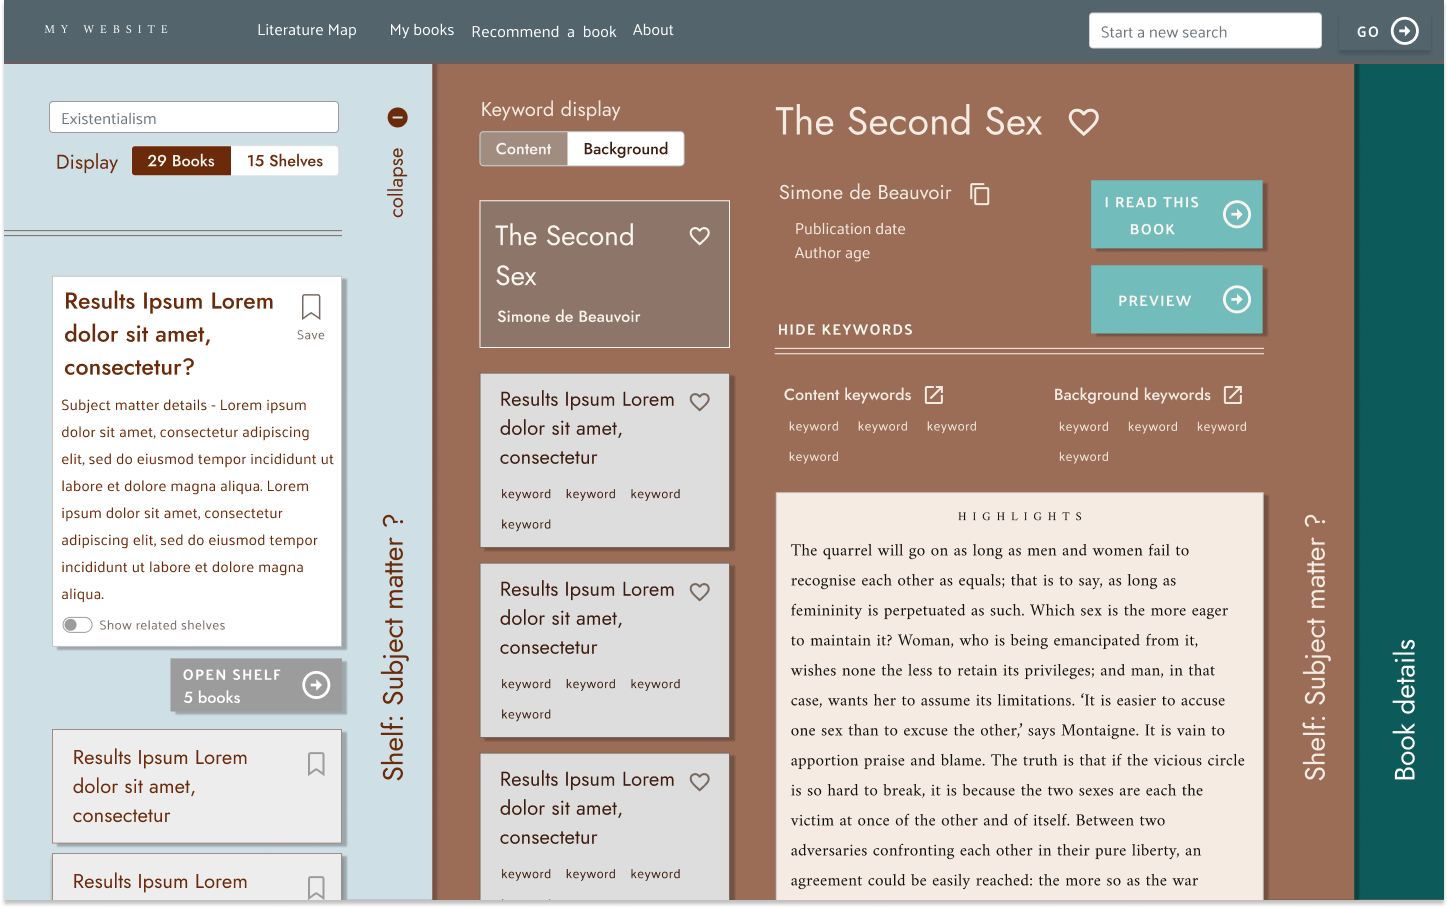 MY WEBSITE
Literature Map
My books
Recommend a book
About
Start a new search
GO
Existentialism
Display
29 Books
15 Shelves
collapse
Results Ipsum Lorem
dolor sit amet,
consectetur?
Save
Subject matter details - Lorem ipsum
dolor sit amet, consectetur adipiscing
elit, sed do eiusmod tempor incididunt ut
labore et dolore magna aliqua. Lorem
ipsum dolor sit amet, consectetur
adipiscing elit, sed do eiusmod tempor
incididunt ut labore et dolore magna
aliqua.
Show related shelves
OPEN SHELF
5 books
Results Ipsum Lorem
dolor sit amet,
consectetur
Results Ipsum Lorem
Shelf: Subject matter ?
Keyword display
Content
Background
The Second
Sex
Simone de Beauvoir
Results Ipsum Lorem
dolor sit amet,
consectetur
keyword keyword keyword
keyword
Results Ipsum Lorem
dolor sit amet,
consectetur
keyword keyword keyword
keyword
Results Ipsum Lorem
dolor sit amet,
consectetur
keyword keyword keyword
The Second Sex
Simone de Beauvoir
Publication date
Author age
I READ THIS
BOOK
PREVIEW
HIDE KEYWORDS
Content keywords
keyword keyword keyword
keyword
Background keywords
keyword keyword keyword
keyword
HIGHLIGHTS
The quarrel will go on as long as men and women fail to
recognise each other as equals; that is to say, as long as
femininity is perpetuated as such. Which sex is the more eager
to maintain it? Woman, who is being emancipated from it,
wishes none the less to retain its privileges; and man, in that
case, wants her to assume its limitations. ‘It is easier to accuse
one sex than to excuse the other,’ says Montaigne. It is vain to
apportion praise and blame. The truth is that if the vicious circle
is so hard to break, it is because the two sexes are each the
victim at once of the other and of itself. Between two
adversaries confronting each other in their pure liberty, an
agreement could be easily reached: the more so as the war
Shelf: Subject matter ?
Book details